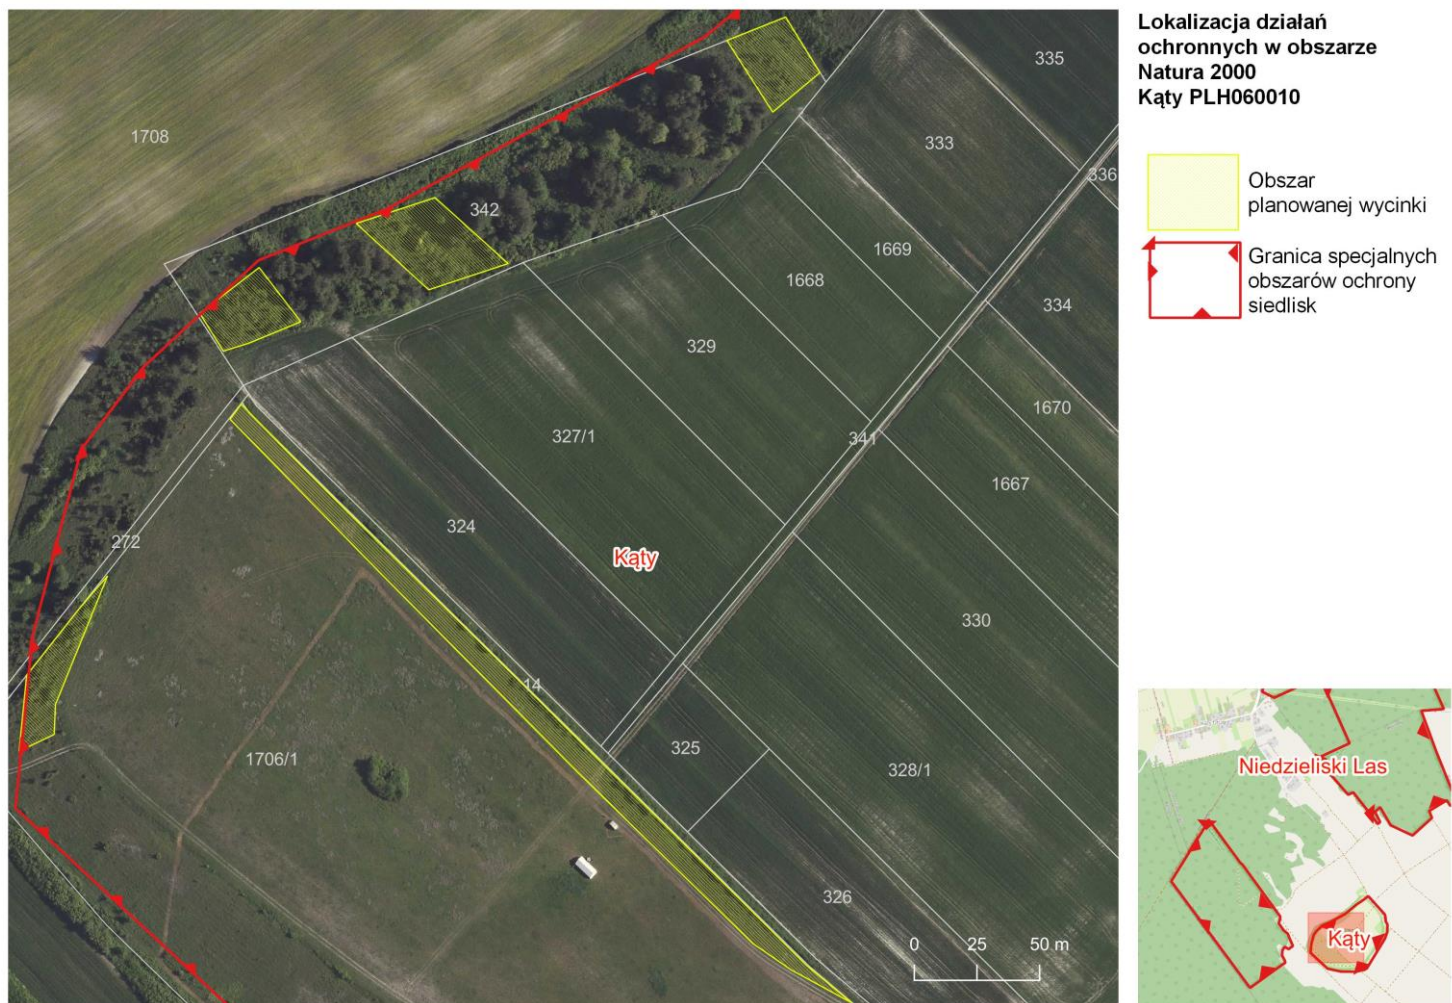 Lokalizacja działań
ochronnych w obszarze
Natura 2000
Kąty PLH060010
Obszar
planowanej wycinki
Granica specjalnych
obszarów ochrony
siedlisk
335
1708
333
336
342
1669
1668
334
329
1670
327/1
341
1667
324
272
Kąty
330
14
325
1706/1
328/1
326
0 25 50 m
Niedzieliski Las
Kąty